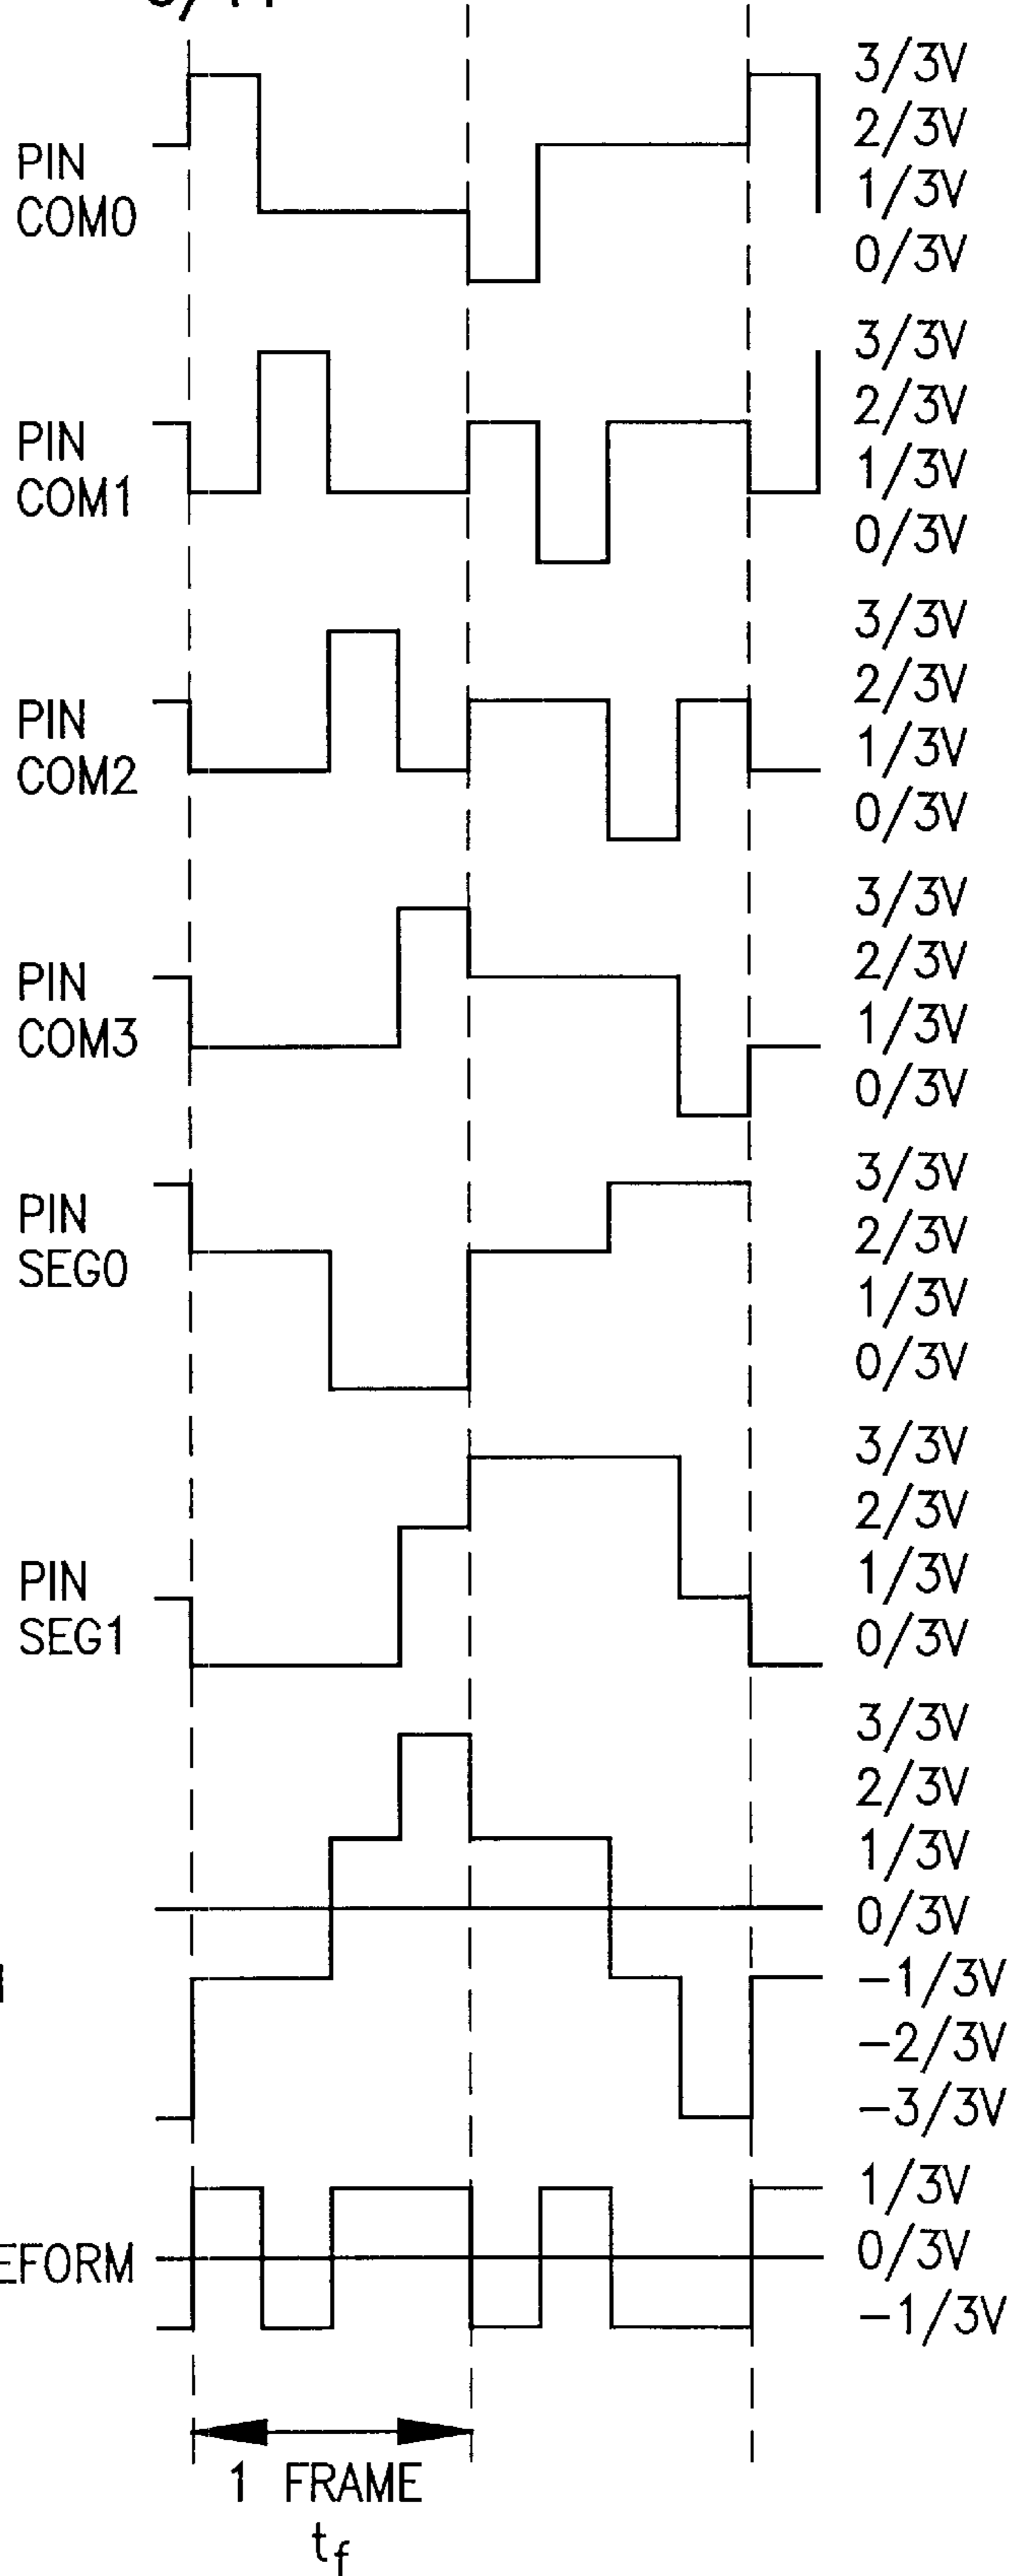 PIN
COM0
3/3V
2/3V
1/3V
0/3V
PIN
COM1
3/3V
2/3V
1/3V
0/3V
PIN
COM2
3/3V
2/3V
1/3V
0/3V
PIN
COM3
3/3V
2/3V
1/3V
0/3V
PIN
SEG0
3/3V
2/3V
1/3V
0/3V
PIN
SEG1
3/3V
2/3V
1/3V
0/3V
3/3V
2/3V
1/3V
0/3V
-1/3V
-2/3V
-3/3V
EFORM
1/3V
0/3V
-1/3V
1 FRAME
tf